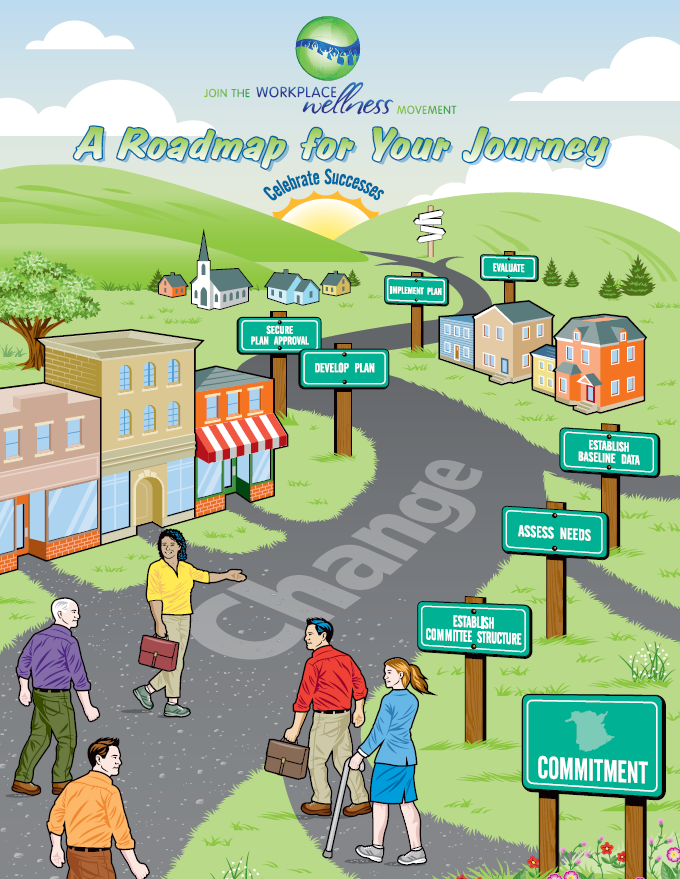 JOIN THE WORKPLACE wellness MOVEMENT
A Roadmap for Your Journey
Celebrate Successes
EVALUATE
IMPLEMENT PLAN
SECURE
PLAN APPROVAL
DEVELOP PLAN
ESTABLISH
BASELINE DATA
Change
ASSESS NEEDS
ESTABLISH
COMMITTEE STRUCTURE
COMMITMENT